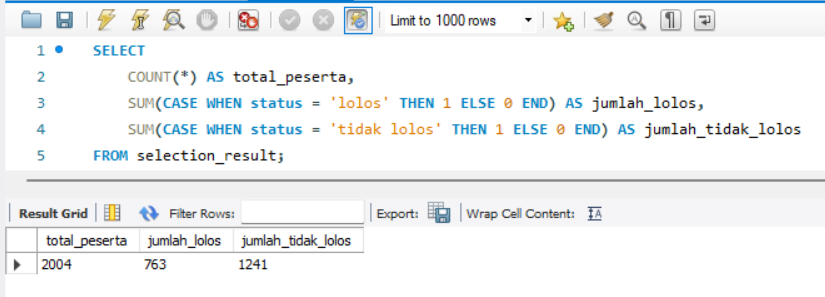 Limit to 1000 rows
1 SELECT
2 COUNT(*) AS total_peserta,
3 SUM(CASE WHEN status = 'lolos' THEN 1 ELSE 0 END) AS jumlah_lolos,
4 SUM(CASE WHEN status = 'tidak lolos' THEN 1 ELSE 0 END) AS jumlah_tidak_lolos
5 FROM selection_result;
Result Grid Filter Rows: Export: Wrap Cell Content:
total_peserta jumlah_lolos jumlah_tidak_lolos
2004 763 1241